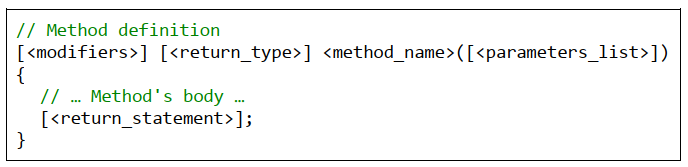 // Method definition
[<modifiers>] [<return_type>] <method_name>([<parameters_list>])
{
// … Method's body …
[<return_statement>];
}